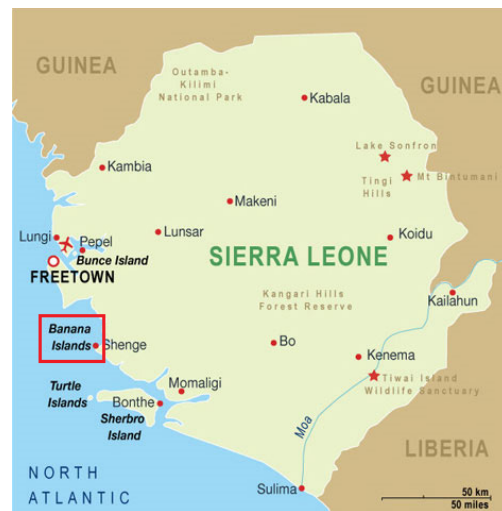 GUINEA
Outamba-
Kilimi
National Park
Kabala
GUINEA
Lake Sonfron
Kambia
Tingi
Hills
Mt Bintumani
Makeni
Lungi
Pepel
Lunsar
Koidu
Bunce Island
SIERRA LEONE
FREETOWN
Kangari Hills
Forest Reserve
Kailahun
Banana
Islands
Shenge
Bo
Kenema
Tiwai Island
Wildlife Sanctuary
Turtle
Islands
Momaligi
Bonthe
Sherbro
Island
Moa
LIBERIA
NORTH
ATLANTIC
Sulima
50 km
50 miles